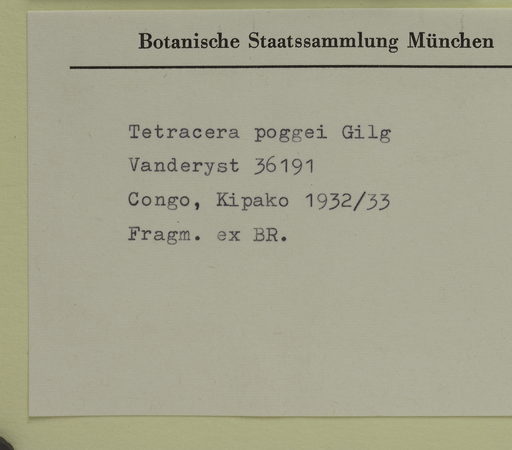 Botanische Staatssammlung München
Tetracera poggei Gilg
Vanderyst 36191
Congo, Kipako 1932/33
Fragm. ex BR.